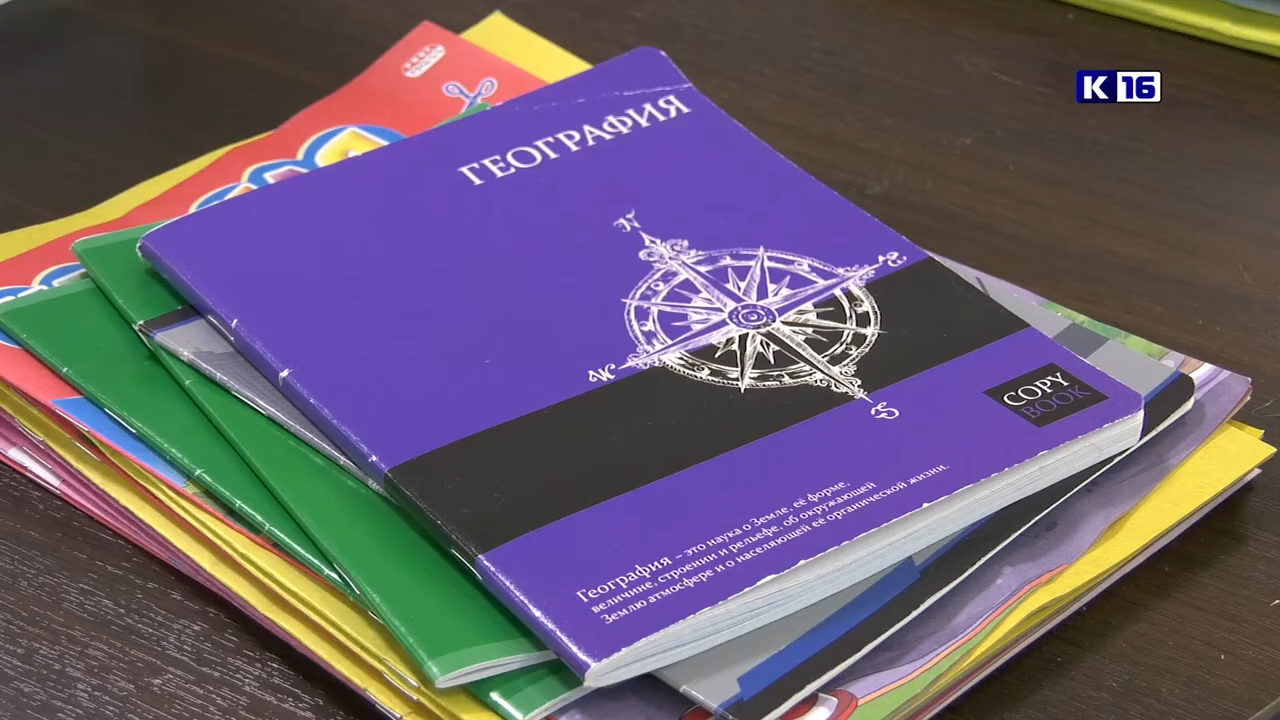 K 16
ГЕОГРАФИЯ
N
E
W
S
COPY
BOOK
География – это наука о Земле, её форме,
величине, строении и рельефе, об окружающей
Землю атмосфере и о населяющей её органической жизни.